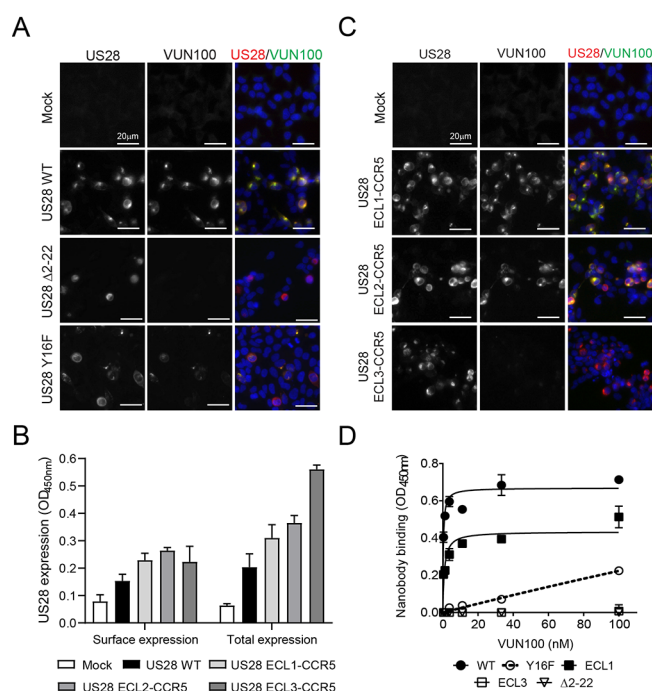 A
US28
VUN100
US28/VUN100
Mock
20μm
US28 WT
US28 Δ2-22
US28 Y16F
C
US28
VUN100
US28/VUN100
Mock
20μm
US28
ECL1-CCR5
US28
ECL2-CCR5
US28
ECL3-CCR5
B
US28 expression (OD450nm)
0.6
0.5
0.4
0.3
0.2
0.1
0.0
Surface expression
Total expression
Mock
US28 WT
US28 ECL1-CCR5
US28 ECL2-CCR5
US28 ECL3-CCR5
D
Nanobody binding (OD450nm)
0.8
0.6
0.4
0.2
0.0
0
20
40
60
80
100
VUN100 (nM)
WT
Y16F
ECL1
ECL3
Δ2-22